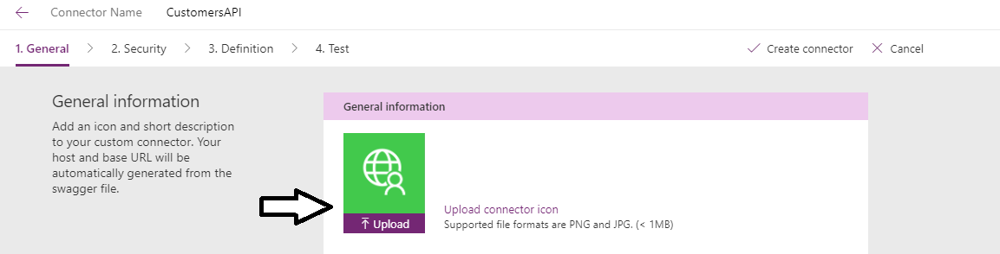 Connector Name CustomersAPI
1. General 2. Security 3. Definition 4. Test Create connector Cancel
General information
Add an icon and short description
to your custom connector. Your
host and base URL will be
automatically generated from the
swagger file.
General information
Upload
Upload connector icon
Supported file formats are PNG and JPG. (< 1MB)